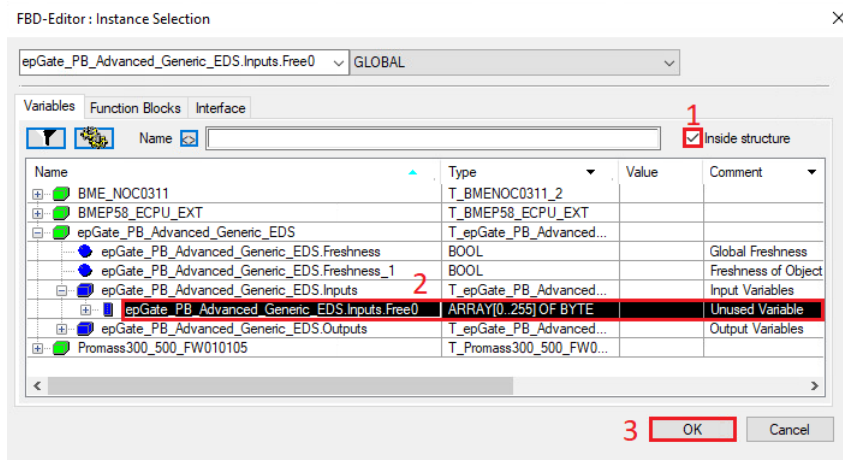 FBD-Editor : Instance Selection
epGate_PB_Advanced_Generic_EDS.Inputs.Free0 GLOBAL
Variables Function Blocks Interface
1
Name Inside structure
Name Type Value Comment
BME_NOC0311 T_BMENOC0311_2
BMEP58_ECPU_EXT T_BMEP58_ECPU_EXT
epGate_PB_Advanced_Generic_EDS T_epGate_PB_Advanced...
epGate_PB_Advanced_Generic_EDS.Freshness BOOL Global Freshness
epGate_PB_Advanced_Generic_EDS.Freshness_1 BOOL Freshness of Object
2
epGate_PB_Advanced_Generic_EDS.Inputs T_epGate_PB_Advanced... Input Variables
epGate_PB_Advanced_Generic_EDS.Inputs.Free0 ARRAY[0..255] OF BYTE Unused Variable
epGate_PB_Advanced_Generic_EDS.Outputs T_epGate_PB_Advanced... Output Variables
Promass300_500_FW010105 T_Promass300_500_FW0...
3 OK Cancel